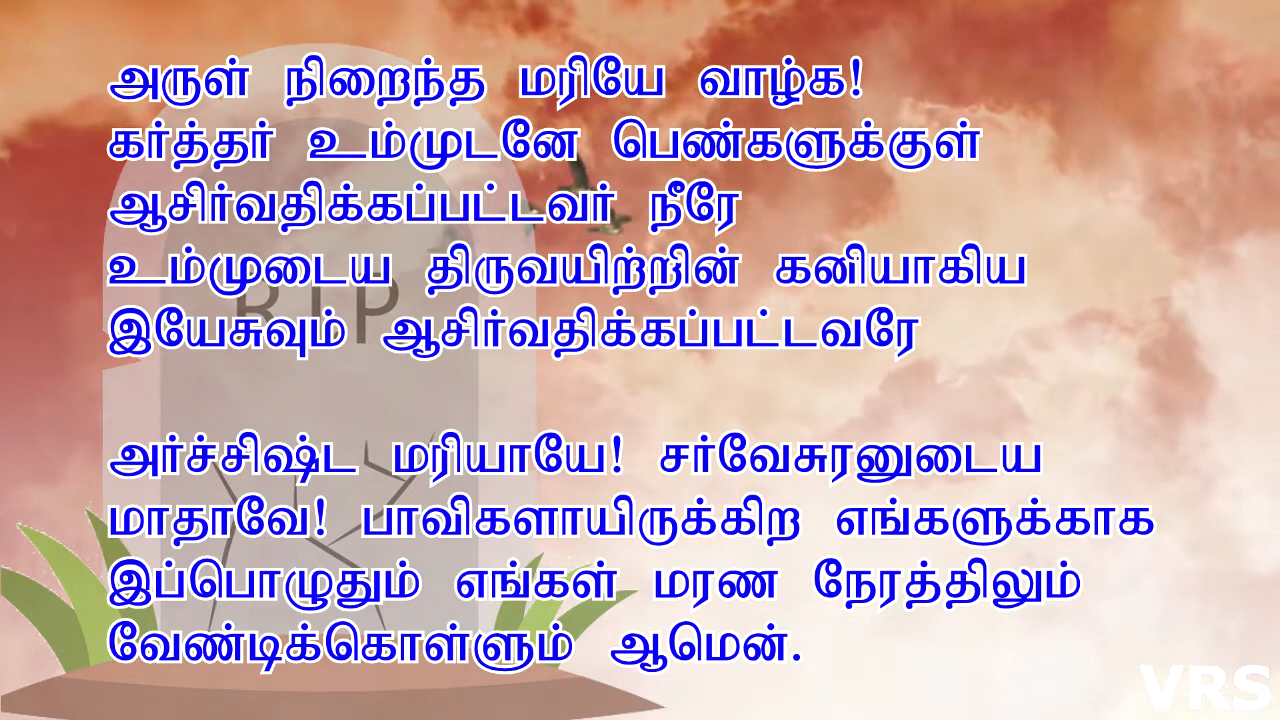 அருள் நிறைந்த மரியே வாழ்க!
கர்த்தர் உம்முடனே பெண்களுக்குள்
ஆசிர்வதிக்கப்பட்டவர் நீரே
உம்முடைய திருவயிற்றின் கனியாகிய
இயேசுவும் ஆசிர்வதிக்கப்பட்டவரே
அர்ச்சிஷ்ட மரியாயே! சர்வேசுரனுடைய
மாதாவே! பாவிகளாயிருக்கிற எங்களுக்காக
இப்பொழுதும் எங்கள் மரண நேரத்திலும்
வேண்டிக்கொள்ளும் ஆமென்.
RIP
VRS